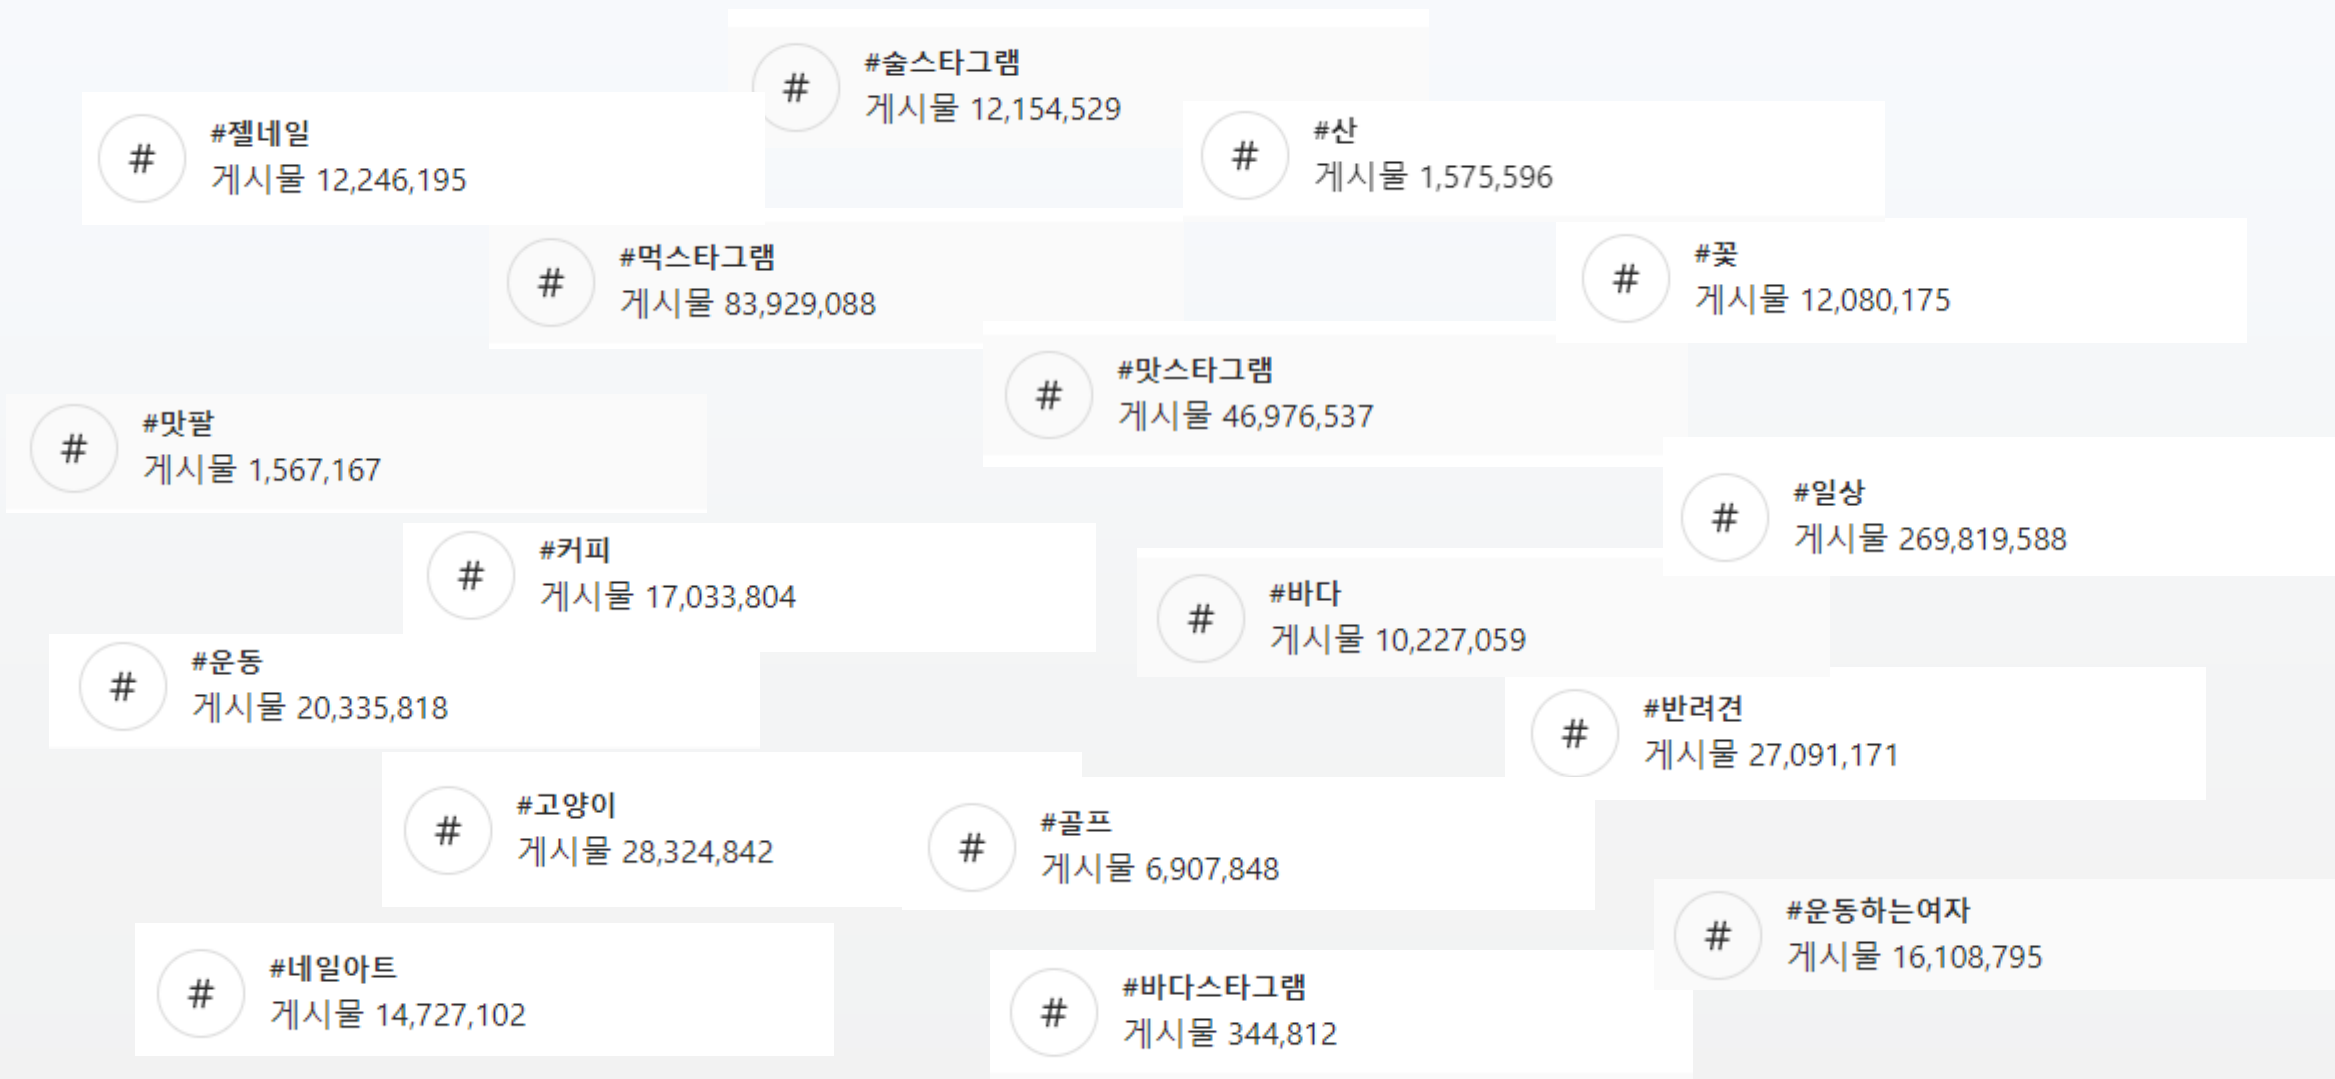 #
#술스타그램
게시물 12,154,529
#
#젤네일
게시물 12,246,195
#
#산
게시물 1,575,596
#
#먹스타그램
게시물 83,929,088
#
#꽃
게시물 12,080,175
#
#맛스타그램
게시물 46,976,537
#
#맛팔
게시물 1,567,167
#
#일상
게시물 269,819,588
#
#커피
게시물 17,033,804
#
#바다
게시물 10,227,059
#
#운동
게시물 20,335,818
#
#반려견
게시물 27,091,171
#
#고양이
게시물 28,324,842
#
#골프
게시물 6,907,848
#
#운동하는여자
게시물 16,108,795
#
#네일아트
게시물 14,727,102
#
#바다스타그램
게시물 344,812